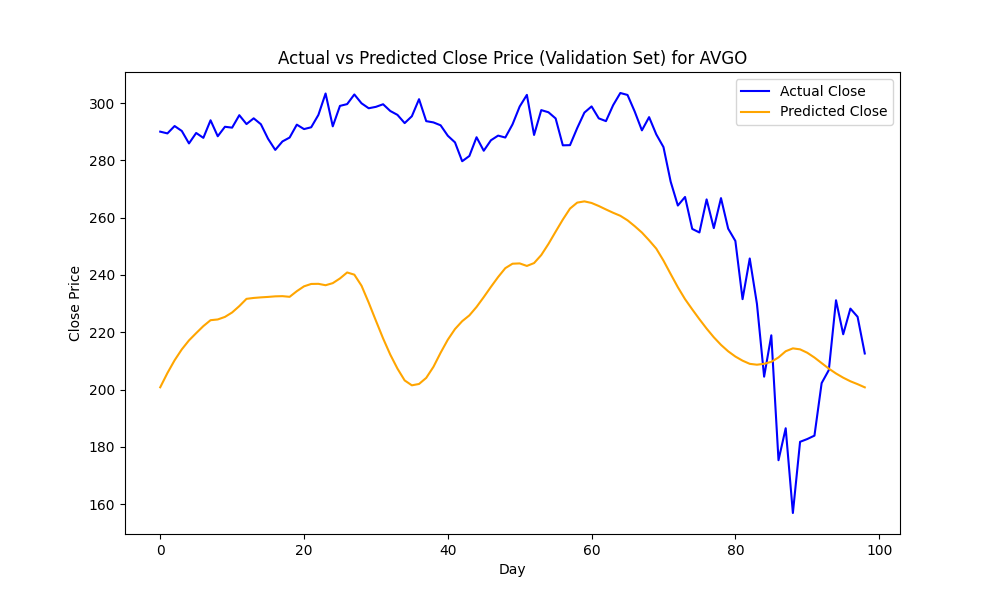 Actual vs Predicted Close Price (Validation Set) for AVGO
Actual Close
Predicted Close
300
280
260
240
220
200
180
160
Close Price
0 20 40 60 80 100
Day